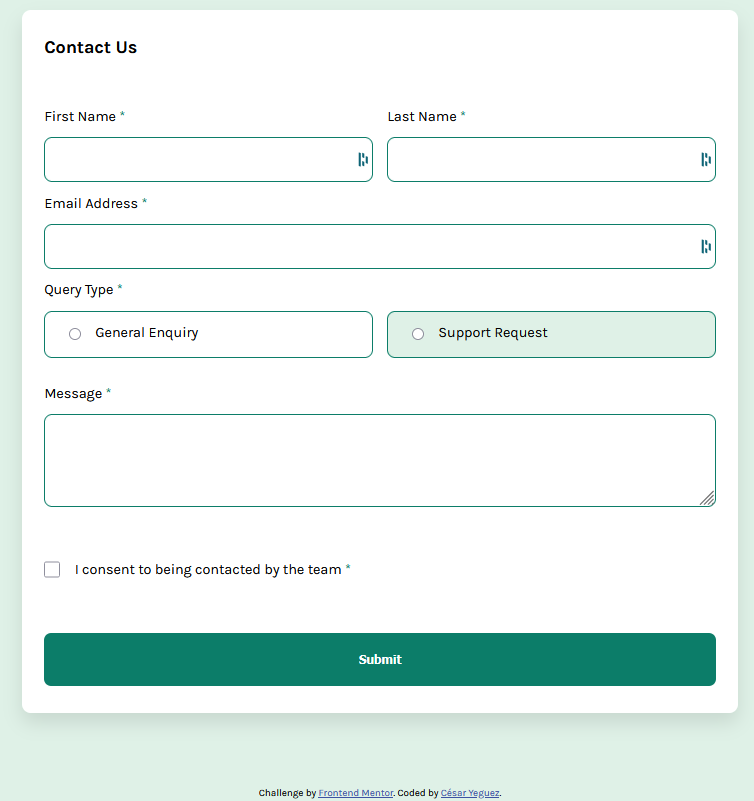 Contact Us
First Name * Last Name *
Email Address *
Query Type *
General Enquiry Support Request
Message *
I consent to being contacted by the team *
Submit
Challenge by Frontend Mentor. Coded by César Yeguez.